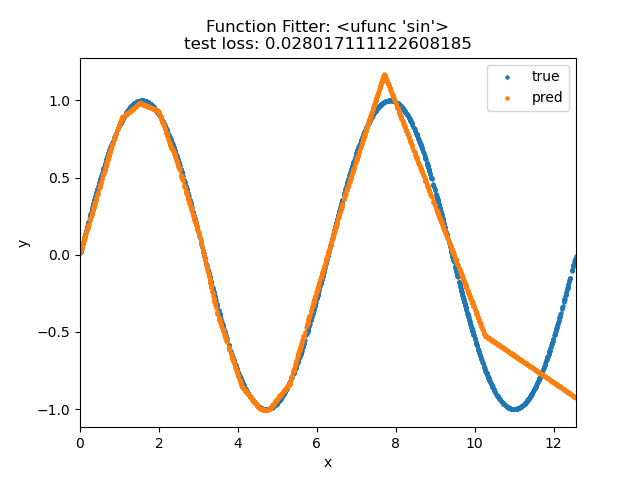 Function Fitter: <ufunc 'sin'>
test loss: 0.028017111122608185
true
pred
1.0
0.5
0.0
−0.5
−1.0
y
0
2
4
6
8
10
12
x